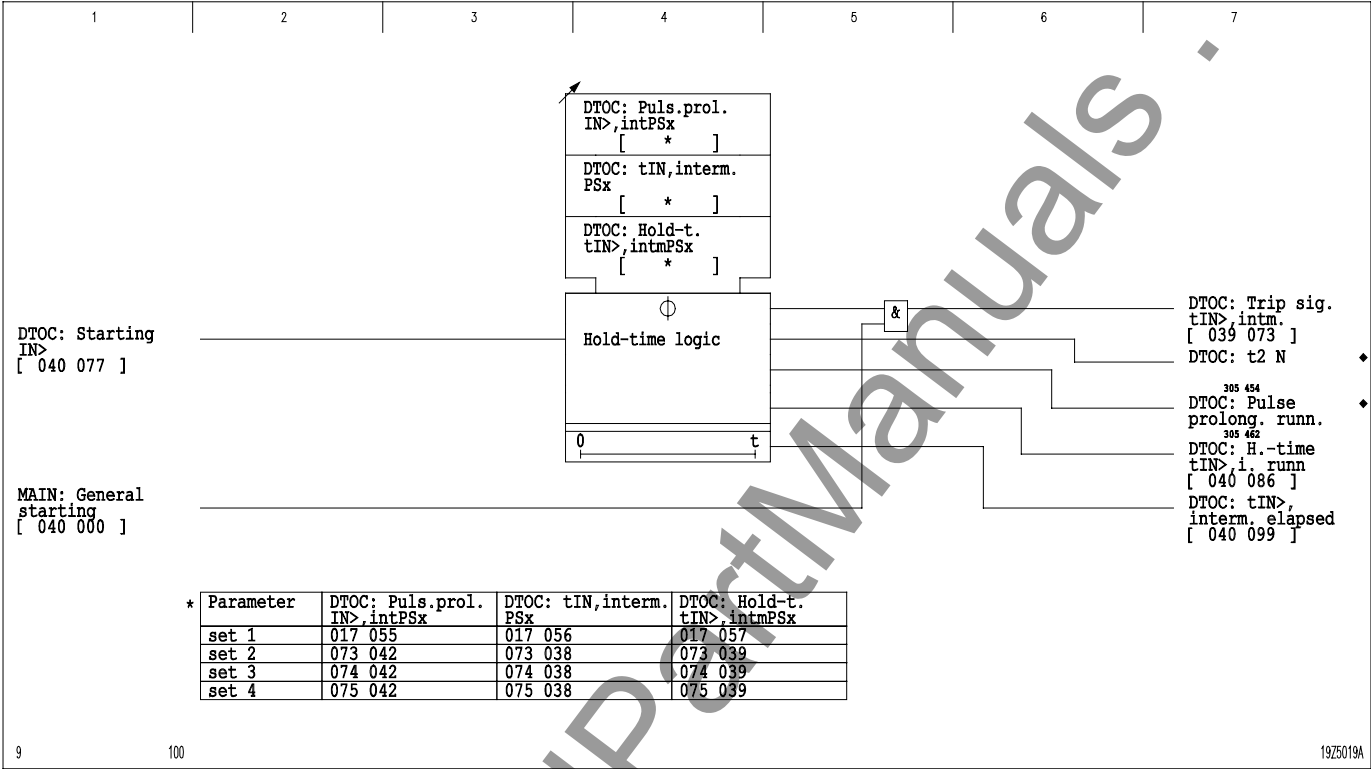 1 2 3 4 5 6 7
DTOC: Puls.prol.
IN>,intPSx
[ * ]
DTOC: tIN,interm.
PSx
[ * ]
DTOC: Hold-t.
tIN>,intmPSx
[ * ]
Hold-time logic
0 t
&
DTOC: Starting
IN>
[ 040 077 ]
MAIN: General
starting
[ 040 000 ]
DTOC: Trip sig.
tIN>,intm.
[ 039 073 ]
DTOC: t2 N
305 454
DTOC: Pulse
prolong. runn.
305 462
DTOC: H.-time
tIN>,i. runn
[ 040 086 ]
DTOC: tIN>,
interm. elapsed
[ 040 099 ]
* Parameter DTOC: Puls.prol. DTOC: tIN,interm. DTOC: Hold-t.
IN>,intPSx PSx tIN>,intmPSx
set 1 017 055 017 056 017 057
set 2 073 042 073 038 073 039
set 3 074 042 074 038 074 039
set 4 075 042 075 038 075 039
9 100 19Z5019A
PartManuals .